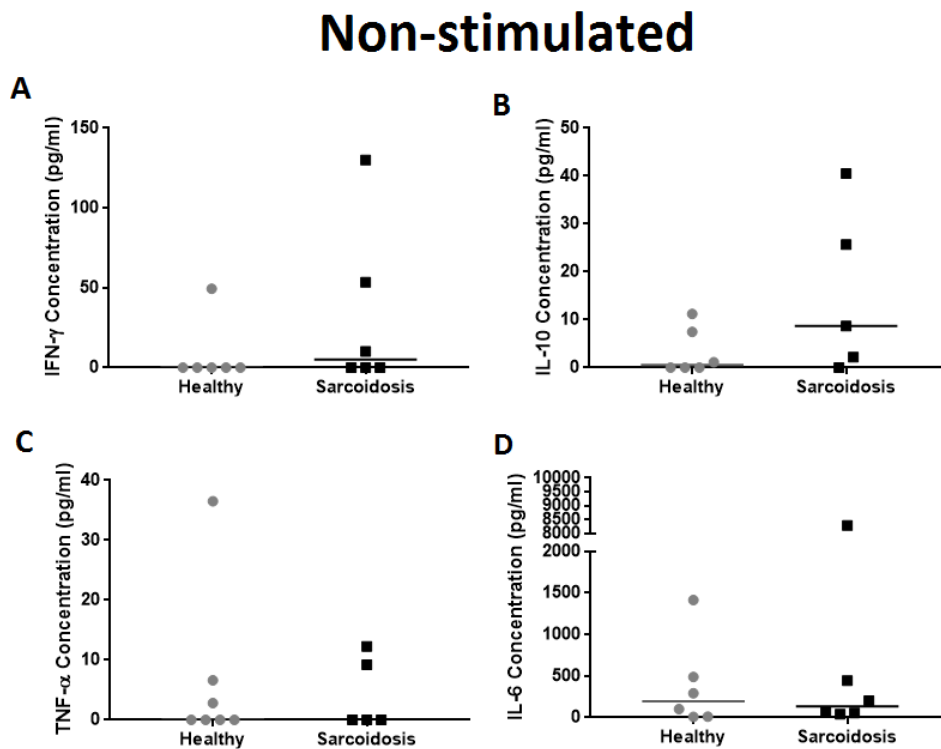 Non-stimulated
A
IFN-γ Concentration (pg/ml)
150
100
50
0
Healthy
Sarcoidosis
B
IL-10 Concentration (pg/ml)
50
40
30
20
10
0
Healthy
Sarcoidosis
C
TNF-α Concentration (pg/ml)
40
30
20
10
0
Healthy
Sarcoidosis
D
IL-6 Concentration (pg/ml)
10000
9500
9000
8500
8000
2000
1500
1000
500
0
Healthy
Sarcoidosis